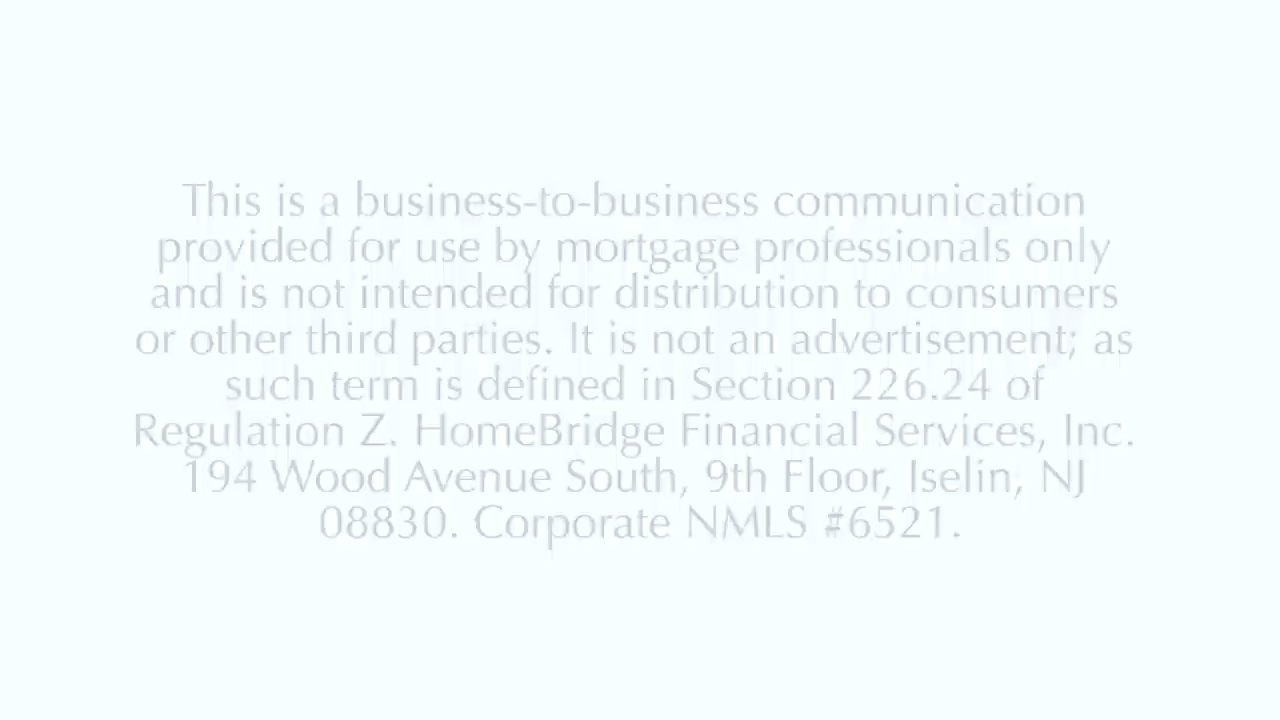 This is a business-to-business communication
provided for use by mortgage professionals only
and is not intended for distribution to consumers
or other third parties. It is not an advertisement; as
such term is defined in Section 226.24 of
Regulation Z. HomeBridge Financial Services, Inc.
194 Wood Avenue South, 9th Floor, Iselin, NJ
08830. Corporate NMLS #6521.